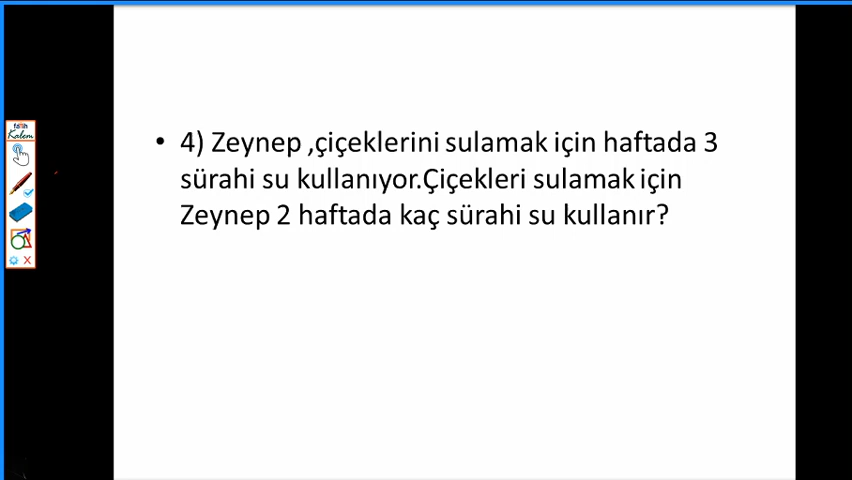 fatih
Kalem
• 4) Zeynep ,çiçeklerini sulamak için haftada 3
sürahi su kullanıyor.Çiçekleri sulamak için
Zeynep 2 haftada kaç sürahi su kullanır?